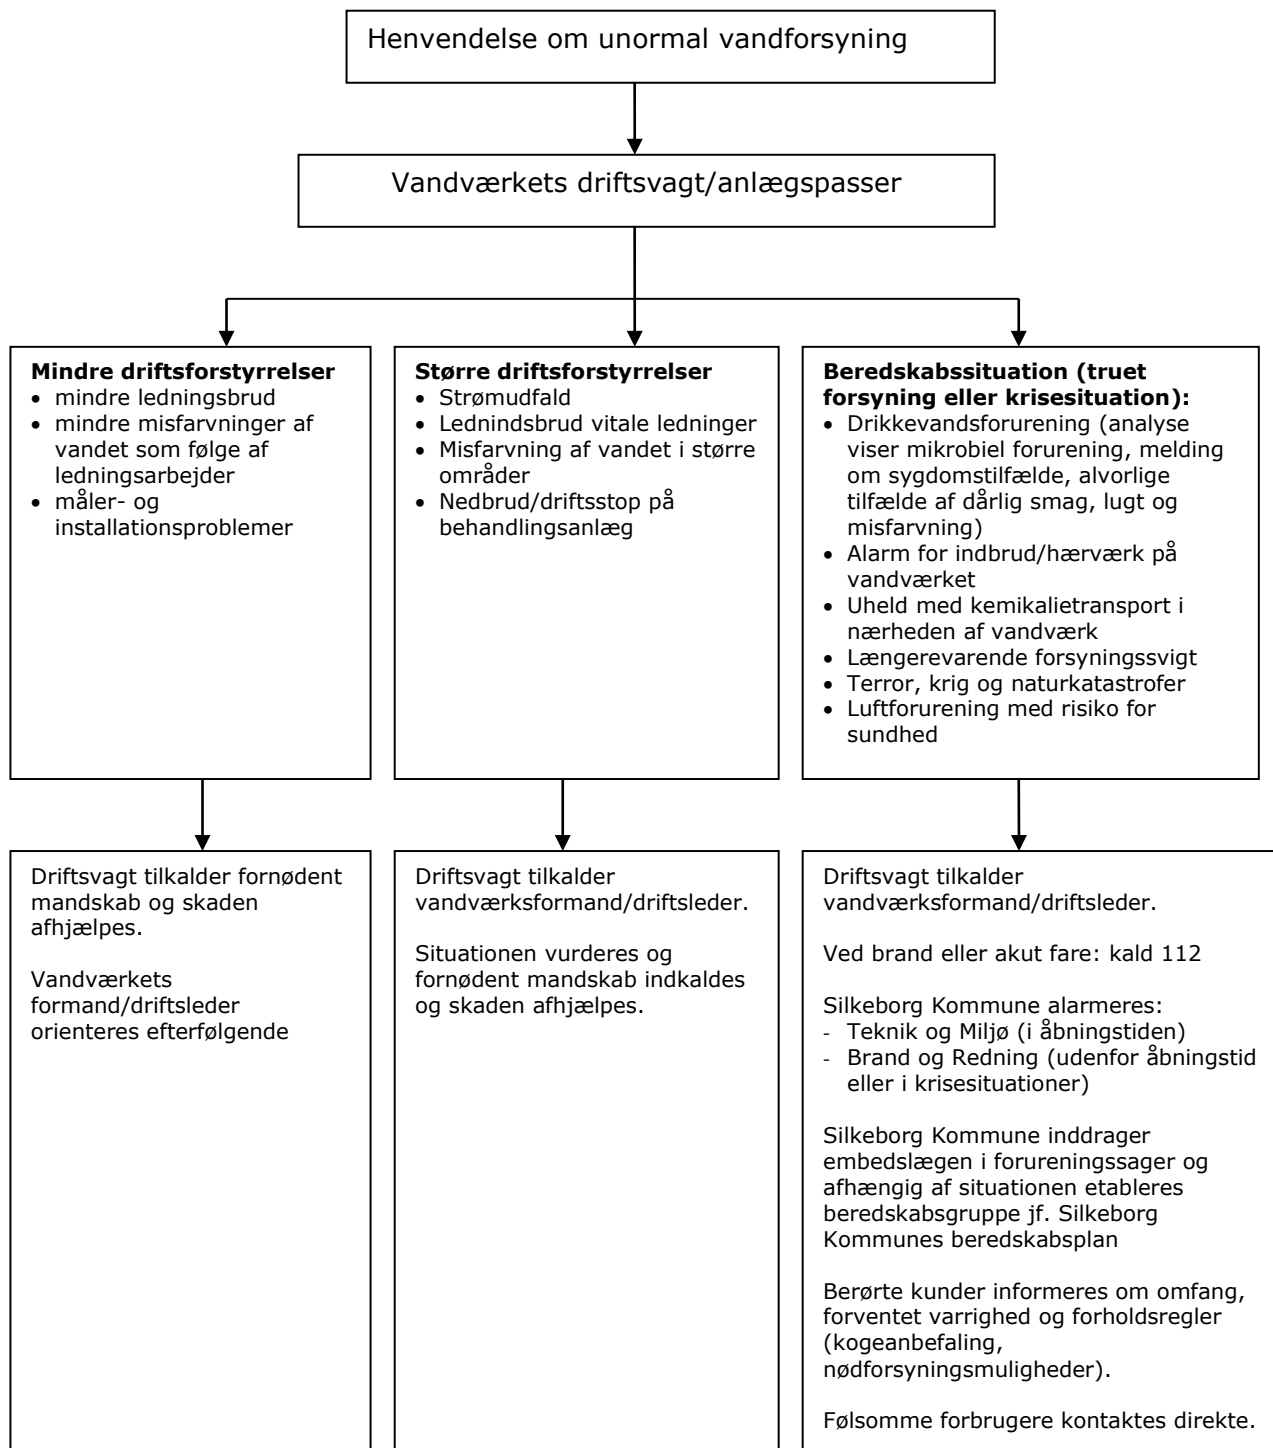 Henvendelse om unormal vandforsyning
Vandværkets driftsvagt/anlægspasser
Mindre driftsforstyrrelser
• mindre ledningsbrud
• mindre misfarvninger af
vandet som følge af
ledningsarbejder
• måler- og
installationsproblemer
Større driftsforstyrrelser
• Strømudfald
• Lednindsbrud vitale ledninger
• Misfarvning af vandet i større
områder
• Nedbrud/driftsstop på
behandlingsanlæg
Beredskabssituation (truet
forsyning eller krisesituation):
• Drikkevandsforurening (analyse
viser mikrobiel forurening, melding
om sygdomstilfælde, alvorlige
tilfælde af dårlig smag, lugt og
misfarvning)
• Alarm for indbrud/hærværk på
vandværket
• Uheld med kemikalietransport i
nærheden af vandværk
• Længerevarende forsyningssvigt
• Terror, krig og naturkatastrofer
• Luftforurening med risiko for
sundhed
Driftsvagt tilkalder fornødent
mandskab og skaden
afhjælpes.
Vandværkets
formand/driftsleder
orienteres efterfølgende
Driftsvagt tilkalder
vandværksformand/driftsleder.
Situationen vurderes og
fornødent mandskab indkaldes
og skaden afhjælpes.
Driftsvagt tilkalder
vandværksformand/driftsleder.
Ved brand eller akut fare: kald 112
Silkeborg Kommune alarmeres:
- Teknik og Miljø (i åbningstiden)
- Brand og Redning (udenfor åbningstid
eller i krisesituationer)
Silkeborg Kommune inddrager
embedslægen i forureningssager og
afhængig af situationen etableres
beredskabsgruppe jf. Silkeborg
Kommunes beredskabsplan
Berørte kunder informeres om omfang,
forventet varrighed og forholdsregler
(kogeanbefaling,
nødforsyningsmuligheder).
Følsomme forbrugere kontaktes direkte.